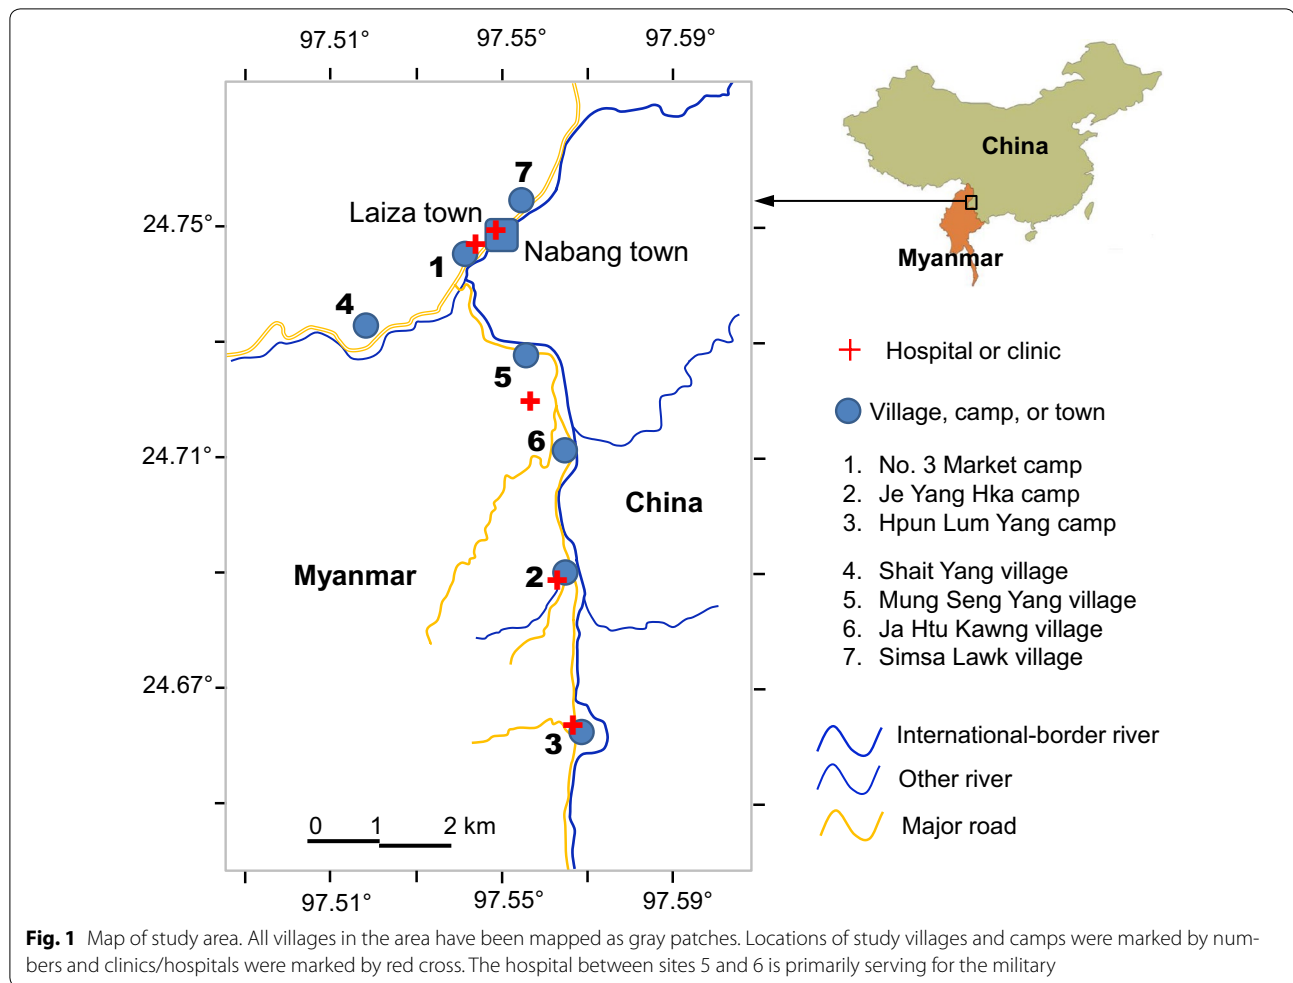 97.51°
97.55°
97.59°
China
Myanmar
7
Laiza town
24.75°
Nabang town
1
4
5
Hospital or clinic
Village, camp, or town
6
24.71°
1. No. 3 Market camp
2. Je Yang Hka camp
3. Hpun Lum Yang camp
China
Myanmar
2
4. Shait Yang village
5. Mung Seng Yang village
6. Ja Htu Kawng village
7. Simsa Lawk village
24.67°
3
International-border river
Other river
Major road
0 1 2 km
97.51°
97.55°
97.59°
Fig. 1 Map of study area. All villages in the area have been mapped as gray patches. Locations of study villages and camps were marked by num-
bers and clinics/hospitals were marked by red cross. The hospital between sites 5 and 6 is primarily serving for the military